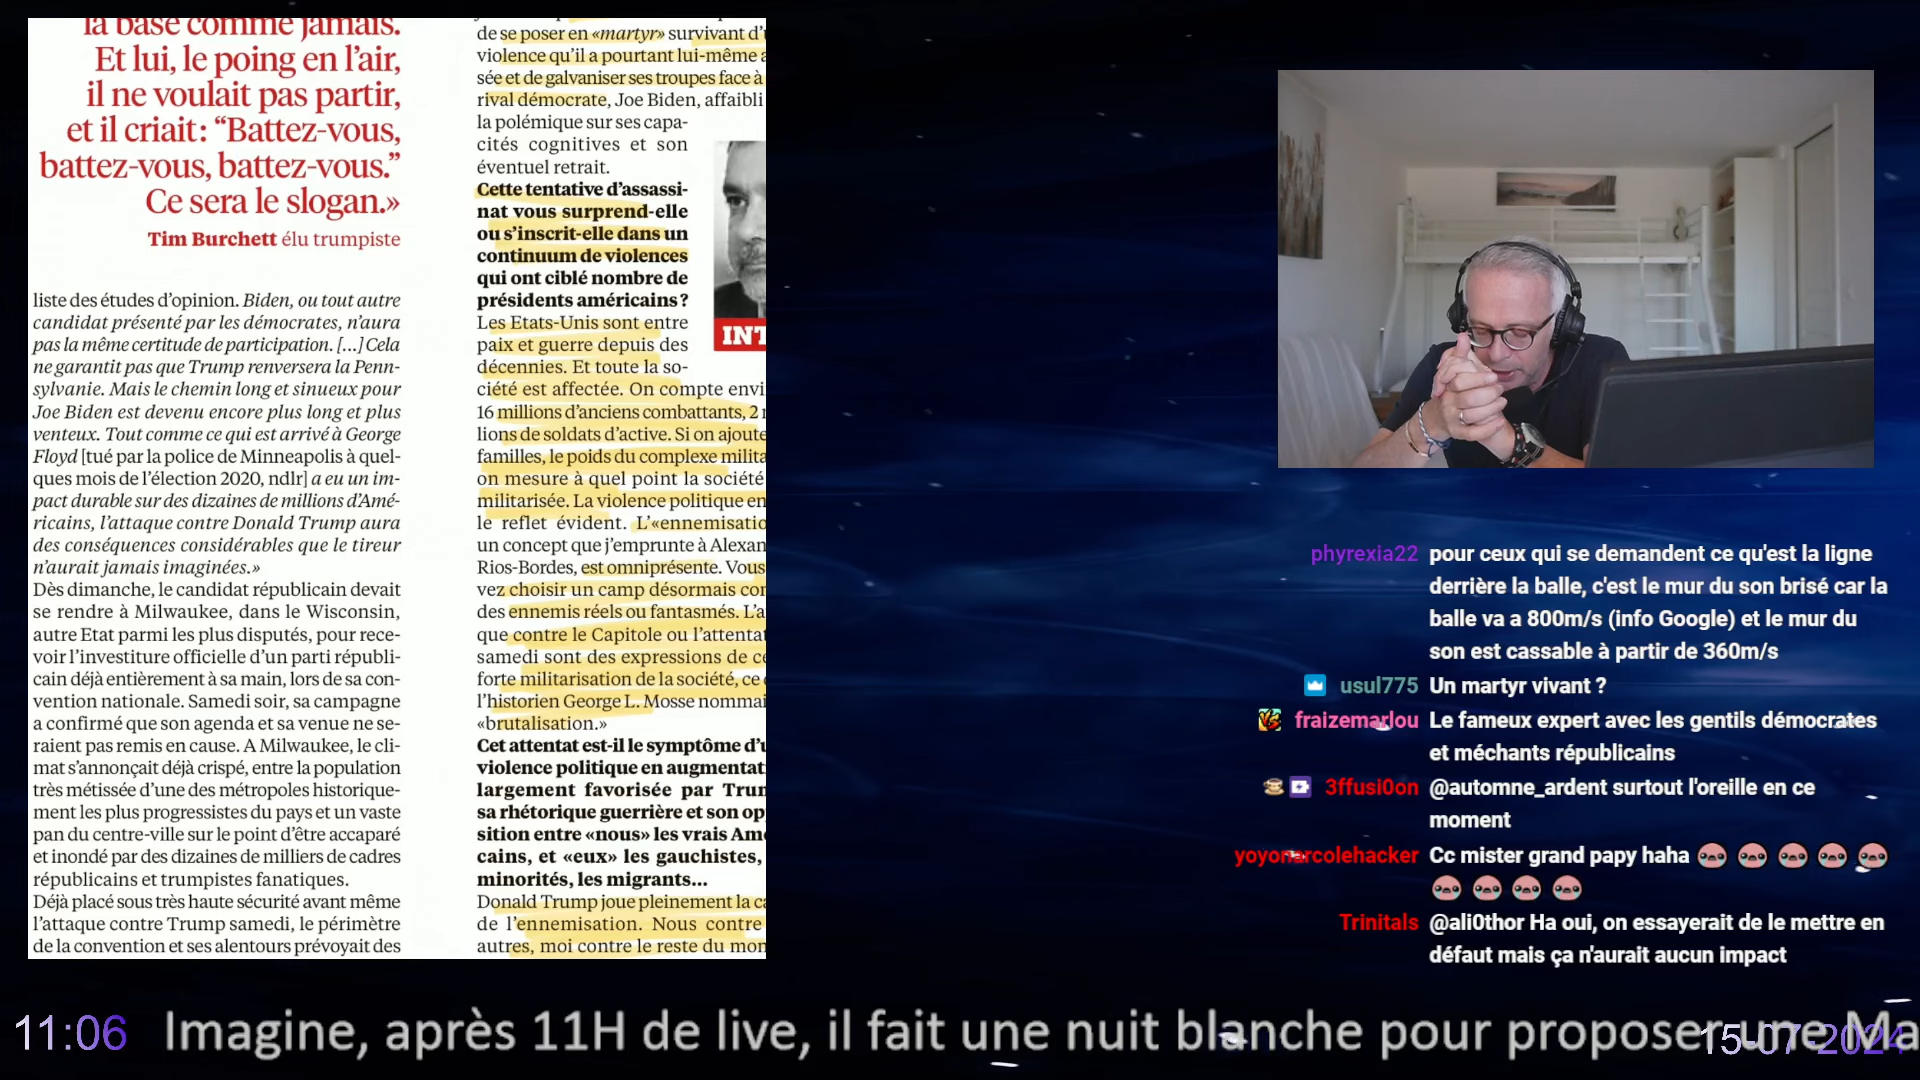 la base comme jamais.
Et lui, le poing en l'air,
il ne voulait pas partir,
et il criait: “Battez-vous,
battez-vous, battez-vous.”
Ce sera le slogan.»
Tim Burchett élu trumpiste
liste des études d'opinion. Biden, ou tout autre
candidat présenté par les démocrates, n'aura
pas la même certitude de participation. [...] Cela
ne garantit pas que Trump renversera la Penn-
sylvanie. Mais le chemin long et sinueux pour
Joe Biden est devenu encore plus long et plus
venteux. Tout comme ce qui est arrivé à George
Floyd [tué par la police de Minneapolis à quel-
ques mois de l'élection 2020, ndlr] a eu un im-
pact durable sur des dizaines de millions d'Amé-
ricains, l'attaque contre Donald Trump aura
des conséquences considérables que le tireur
n'aurait jamais imaginées.»
Dès dimanche, le candidat républicain devait
se rendre à Milwaukee, dans le Wisconsin,
autre Etat parmi les plus disputés, pour rece-
voir l'investiture officielle d'un parti républi-
cain déjà entièrement à sa main, lors de sa con-
vention nationale. Samedi soir, sa campagne
a confirmé que son agenda et sa venue ne se-
raient pas remis en cause. A Milwaukee, le cli-
mat s'annonçait déjà crispé, entre la population
très métissée d'une des métropoles historique-
ment les plus progressistes du pays et un vaste
pan du centre-ville sur le point d'être accaparé
et inondé par des dizaines de milliers de cadres
républicains et trumpistes fanatiques.
Déjà placé sous très haute sécurité avant même
l'attaque contre Trump samedi, le périmètre
de la convention et ses alentours prévoyait des
de se poser en «martyr» survivant d'
violence qu'il a pourtant lui-même a
sée et de galvaniser ses troupes face à
rival démocrate, Joe Biden, affaibli
la polémique sur ses capa-
cités cognitives et son
éventuel retrait.
Cette tentative d'assassi-
nat vous surprend-elle
ou s'inscrit-elle dans un
continuum de violences
qui ont ciblé nombre de
présidents américains?
Les Etats-Unis sont entre
paix et guerre depuis des
décennies. Et toute la so-
ciété est affectée. On compte envi
16 millions d'anciens combattants, 2
lions de soldats d'active. Si on ajoute
familles, le poids du complexe milita
on mesure à quel point la société
militarisée. La violence politique en
le reflet évident. L'«ennemisatio
un concept que j'emprunte à Alexan
Rios-Bordes, est omniprésente. Vous
vez choisir un camp désormais con
des ennemis réels ou fantasmés. L'a
que contre le Capitole ou l'attentat
samedi sont des expressions de ce
forte militarisation de la société, ce
l'historien George L. Mosse nommai
«brutalisation.»
Cet attentat est-il le symptôme d'u
violence politique en augmentat
largement favorisée par Trum
sa rhétorique guerrière et son op
sition entre «nous» les vrais Amé
cains, et «eux» les gauchistes,
minorités, les migrants...
Donald Trump joue pleinement la ca
de l'ennemisation. Nous contre
autres, moi contre le reste du mon
INT
phyrexia22 pour ceux qui se demandent ce qu'est la ligne
derrière la balle, c'est le mur du son brisé car la
balle va a 800m/s (info Google) et le mur du
son est cassable à partir de 360m/s
usul775 Un martyr vivant ?
fraizemarlou Le fameux expert avec les gentils démocrates
et méchants républicains
3ffusi0on @automne_ardent surtout l'oreille en ce
moment
yoyonarcolehacker Cc mister grand papy haha
Trinitals @ali0thor Ha oui, on essayerait de le mettre en
défaut mais ça n'aurait aucun impact
11:06 Imagine, après 11H de live, il fait une nuit blanche pour proposer une Ma
15-07-2024